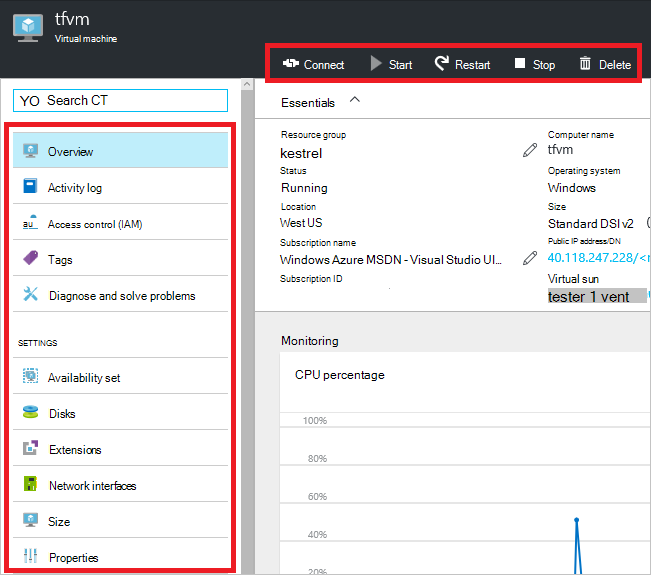 tfvm
Virtual machine
Connect
Start
Restart
Stop
Delete
YO Search CT
Overview
Activity log
au Access control (IAM)
Tags
Diagnose and solve problems
SETTINGS
Availability set
Disks
Extensions
Network interfaces
Size
Properties
Essentials
Resource group
kestrel
Status
Running
Location
West US
Subscription name
Windows Azure MSDN - Visual Studio UI...
Subscription ID
Computer name
tfvm
Operating system
Windows
Size
Standard DSI v2 (
Public IP address/DN
40.118.247.228/<n
Virtual sun
tester 1 vent
Monitoring
CPU percentage
100%
80%
60%
40%
20%